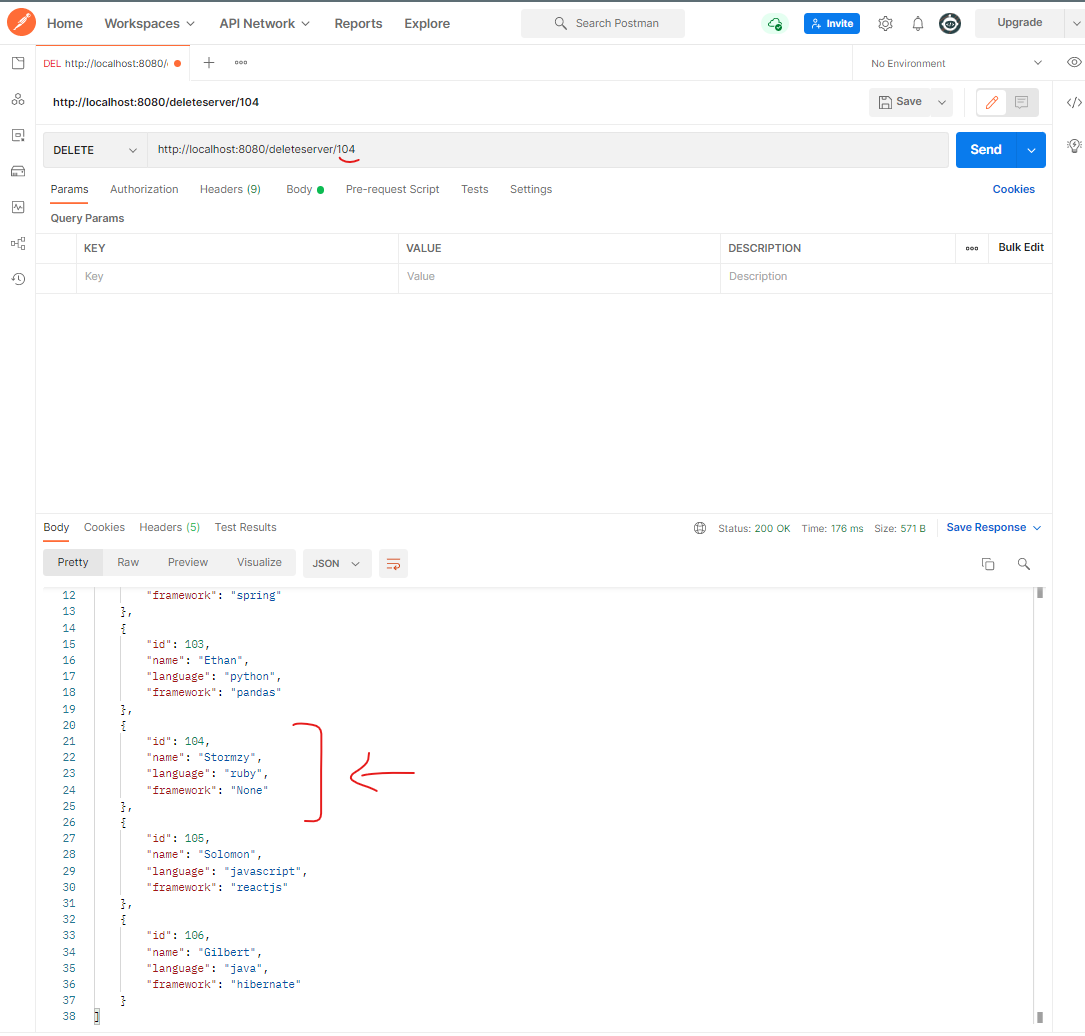 Home Workspaces API Network Reports Explore Search Postman Invite Upgrade
DEL http://localhost:8080/ No Environment
http://localhost:8080/deleteserver/104 Save
DELETE http://localhost:8080/deleteserver/104 Send
Params Authorization Headers (9) Body Pre-request Script Tests Settings Cookies
Query Params
KEY VALUE DESCRIPTION Bulk Edit
Key Value Description
Body Cookies Headers (5) Test Results Status: 200 OK Time: 176 ms Size: 571 B Save Response
Pretty Raw Preview Visualize JSON
12 "framework": "spring"
13 },
14 {
15 "id": 103,
16 "name": "Ethan",
17 "language": "python",
18 "framework": "pandas"
19 },
20 {
21 "id": 104,
22 "name": "Stormzy",
23 "language": "ruby",
24 "framework": "None"
25 },
26 {
27 "id": 105,
28 "name": "Solomon",
29 "language": "javascript",
30 "framework": "reactjs"
31 },
32 {
33 "id": 106,
34 "name": "Gilbert",
35 "language": "java",
36 "framework": "hibernate"
37 }
38 ]